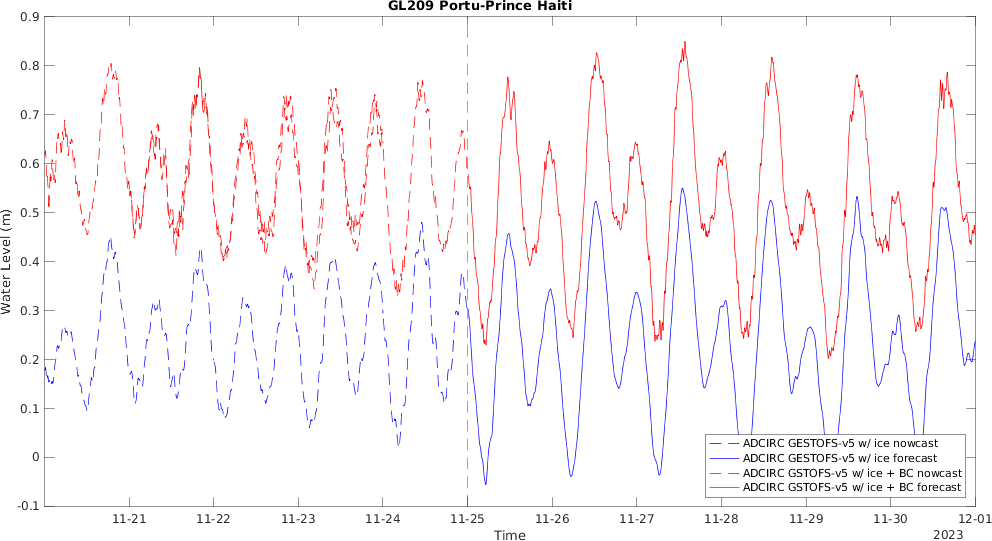 GL209 Portu-Prince Haiti
0.9
0.8
0.7
0.6
0.5
0.4
0.3
0.2
0.1
0
-0.1
Water Level (m)
ADCIRC GESTOFS-v5 w/ ice nowcast
ADCIRC GESTOFS-v5 w/ ice forecast
ADCIRC GSTOFS-v5 w/ ice + BC nowcast
ADCIRC GSTOFS-v5 w/ ice + BC forecast
11-21 11-22 11-23 11-24 11-25 11-26 11-27 11-28 11-29 11-30 12-01
Time
2023